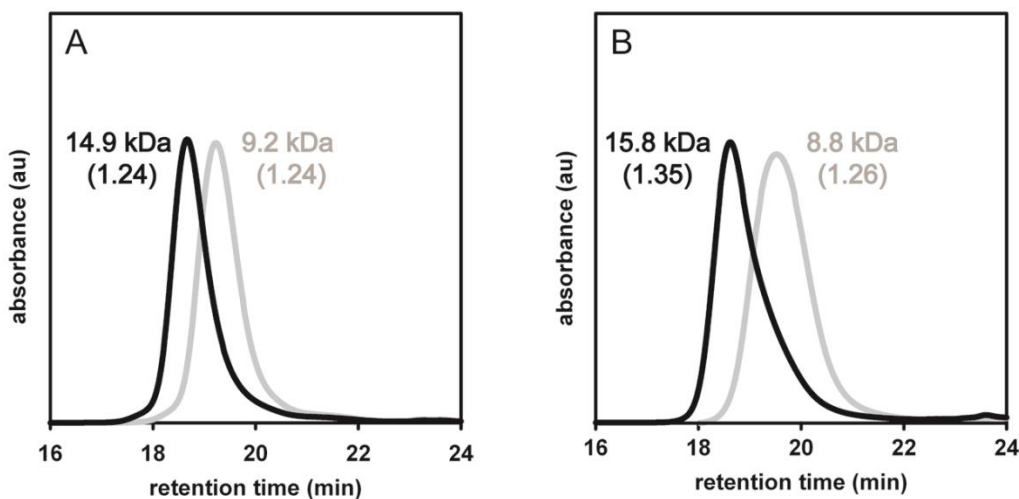 A
14.9 kDa
(1.24)
9.2 kDa
(1.24)
absorbance (au)
16 18 20 22 24
retention time (min)
B
15.8 kDa
(1.35)
8.8 kDa
(1.26)
absorbance (au)
16 18 20 22 24
retention time (min)